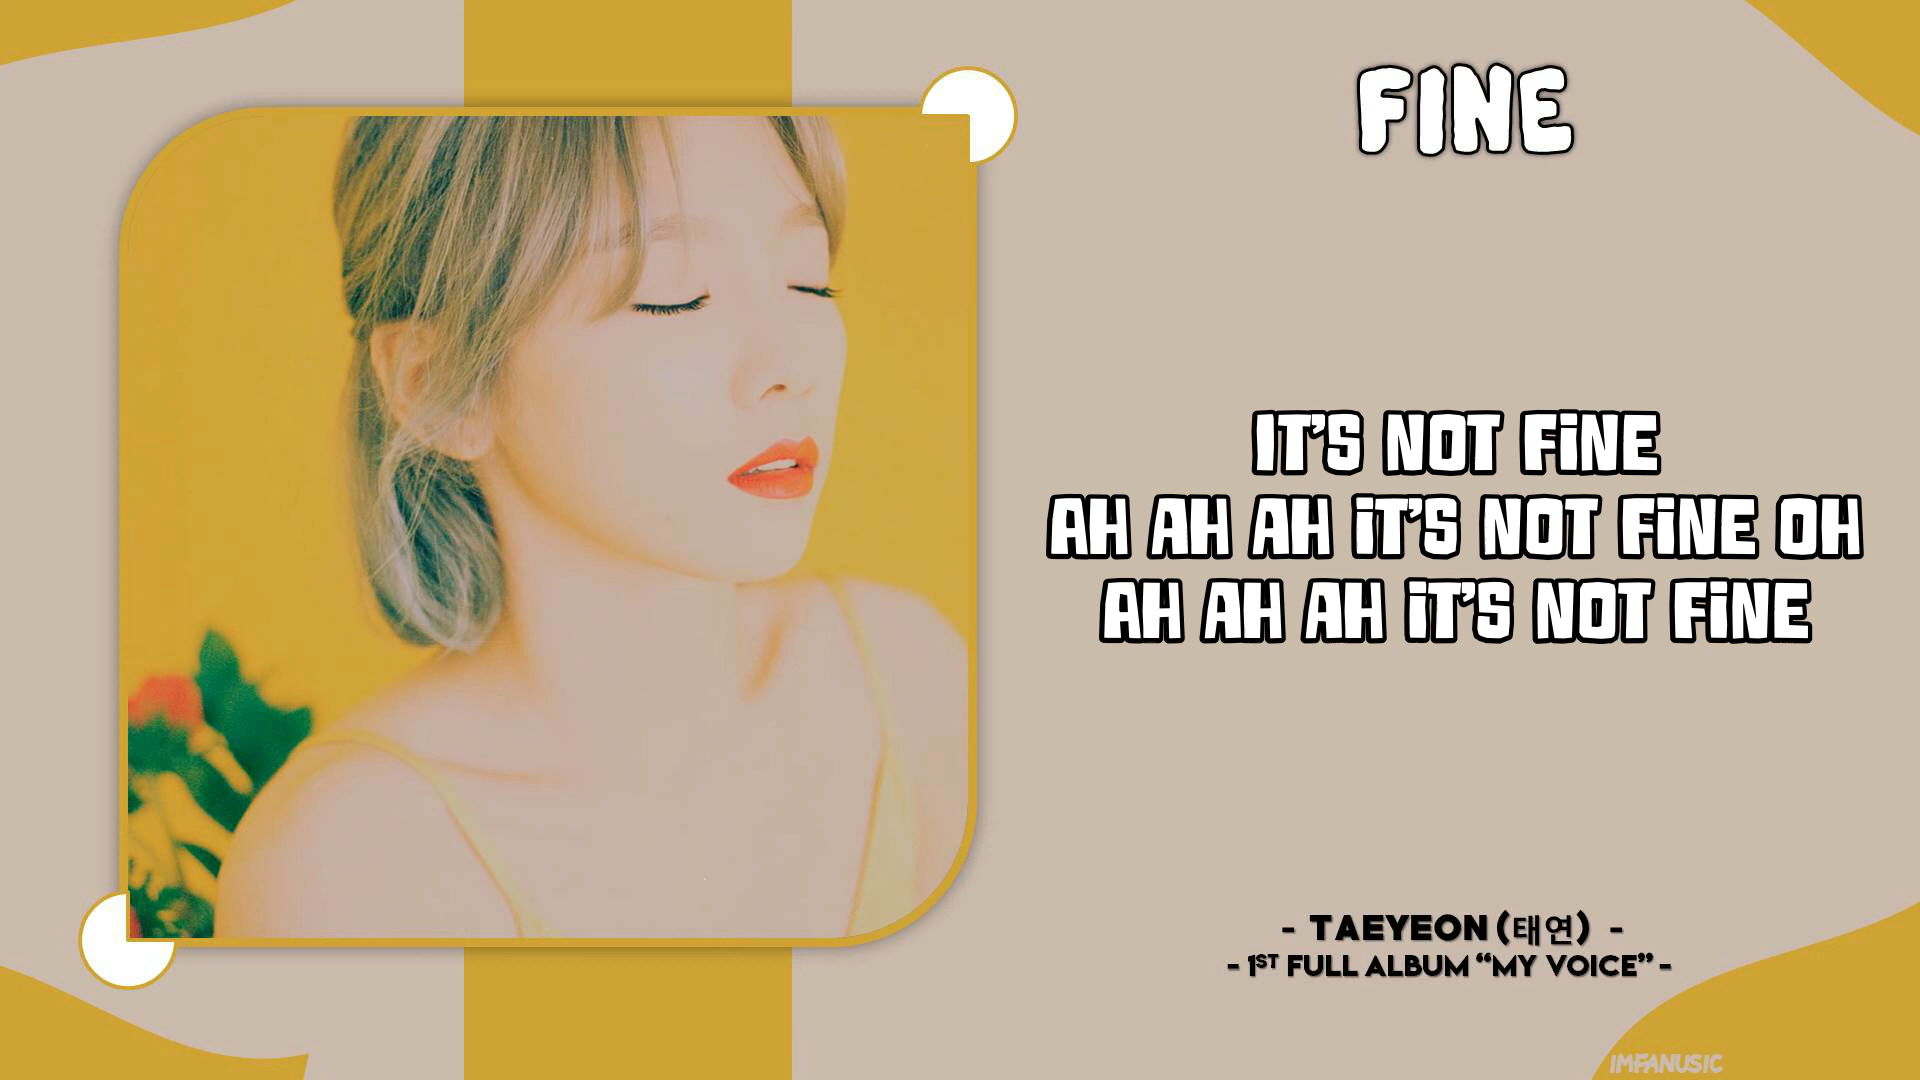 FINE
IT'S NOT FiNE
AH AH AH iT'S NOT FiNE OH
AH AH AH iT'S NOT FiNE
- TAEYEON (태연) -
- 1ST FULL ALBUM “MY VOICE” -
IMFANUSIC